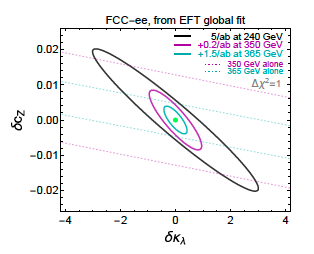 FCC-ee, from EFT global fit
5/ab at 240 GeV
+0.2/ab at 350 GeV
+1.5/ab at 365 GeV
350 GeV alone
365 GeV alone
Δχ²=1
δc_Z
0.02
0.01
0.00
-0.01
-0.02
-4 -2 0 2 4
δκ_λ